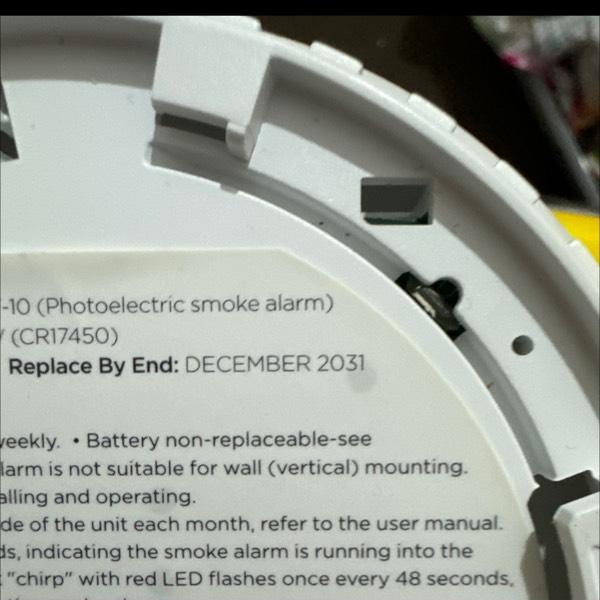 -10 (Photoelectric smoke alarm)
(CR17450)
Replace By End: DECEMBER 2031
weekly. • Battery non-replaceable-see
larm is not suitable for wall (vertical) mounting.
alling and operating.
de of the unit each month, refer to the user manual.
ds, indicating the smoke alarm is running into the
"chirp" with red LED flashes once every 48 seconds,